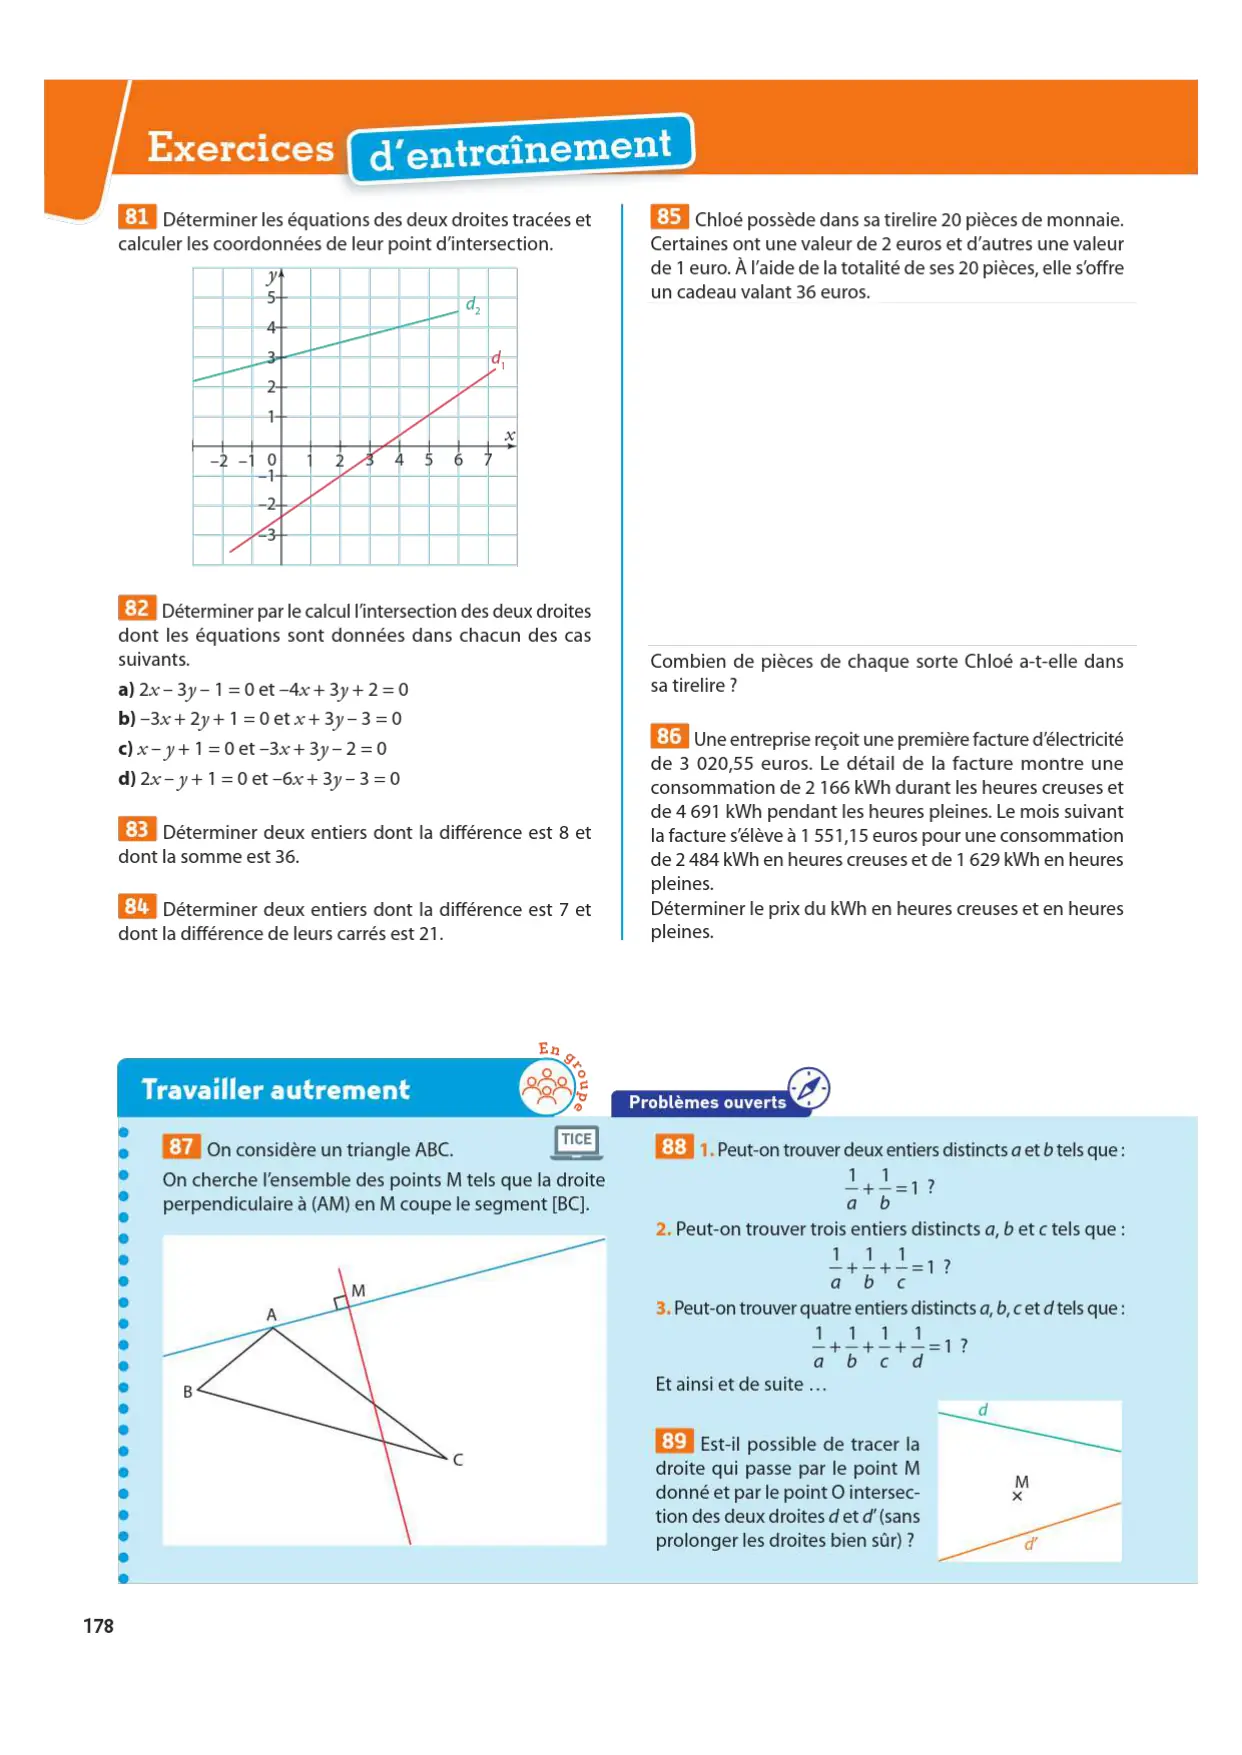 Exercices d'entraînement
81 Déterminer les équations des deux droites tracées et
calculer les coordonnées de leur point d'intersection.
y
5
d2
4
3
d1
2
1
x
–2 –1 0 1 2 3 4 5 6 7
–1
–2
–3
82 Déterminer par le calcul l'intersection des deux droites
dont les équations sont données dans chacun des cas
suivants.
a) 2x – 3y – 1 = 0 et –4x + 3y + 2 = 0
b) –3x + 2y + 1 = 0 et x + 3y – 3 = 0
c) x – y + 1 = 0 et –3x + 3y – 2 = 0
d) 2x – y + 1 = 0 et –6x + 3y – 3 = 0
83 Déterminer deux entiers dont la différence est 8 et
dont la somme est 36.
84 Déterminer deux entiers dont la différence est 7 et
dont la différence de leurs carrés est 21.
85 Chloé possède dans sa tirelire 20 pièces de monnaie.
Certaines ont une valeur de 2 euros et d'autres une valeur
de 1 euro. À l'aide de la totalité de ses 20 pièces, elle s'offre
un cadeau valant 36 euros.
Combien de pièces de chaque sorte Chloé a-t-elle dans
sa tirelire ?
86 Une entreprise reçoit une première facture d'électricité
de 3 020,55 euros. Le détail de la facture montre une
consommation de 2 166 kWh durant les heures creuses et
de 4 691 kWh pendant les heures pleines. Le mois suivant
la facture s'élève à 1 551,15 euros pour une consommation
de 2 484 kWh en heures creuses et de 1 629 kWh en heures
pleines.
Déterminer le prix du kWh en heures creuses et en heures
pleines.
Travailler autrement
En groupe
87 On considère un triangle ABC.
TICE
On cherche l'ensemble des points M tels que la droite
perpendiculaire à (AM) en M coupe le segment [BC].
M
A
B
C
Problèmes ouverts
88 1. Peut-on trouver deux entiers distincts a et b tels que :
1/a + 1/b = 1 ?
2. Peut-on trouver trois entiers distincts a, b et c tels que :
1/a + 1/b + 1/c = 1 ?
3. Peut-on trouver quatre entiers distincts a, b, c et d tels que :
1/a + 1/b + 1/c + 1/d = 1 ?
Et ainsi et de suite …
89 Est-il possible de tracer la
droite qui passe par le point M
donné et par le point O intersec-
tion des deux droites d et d' (sans
prolonger les droites bien sûr) ?
d
M
d'
178